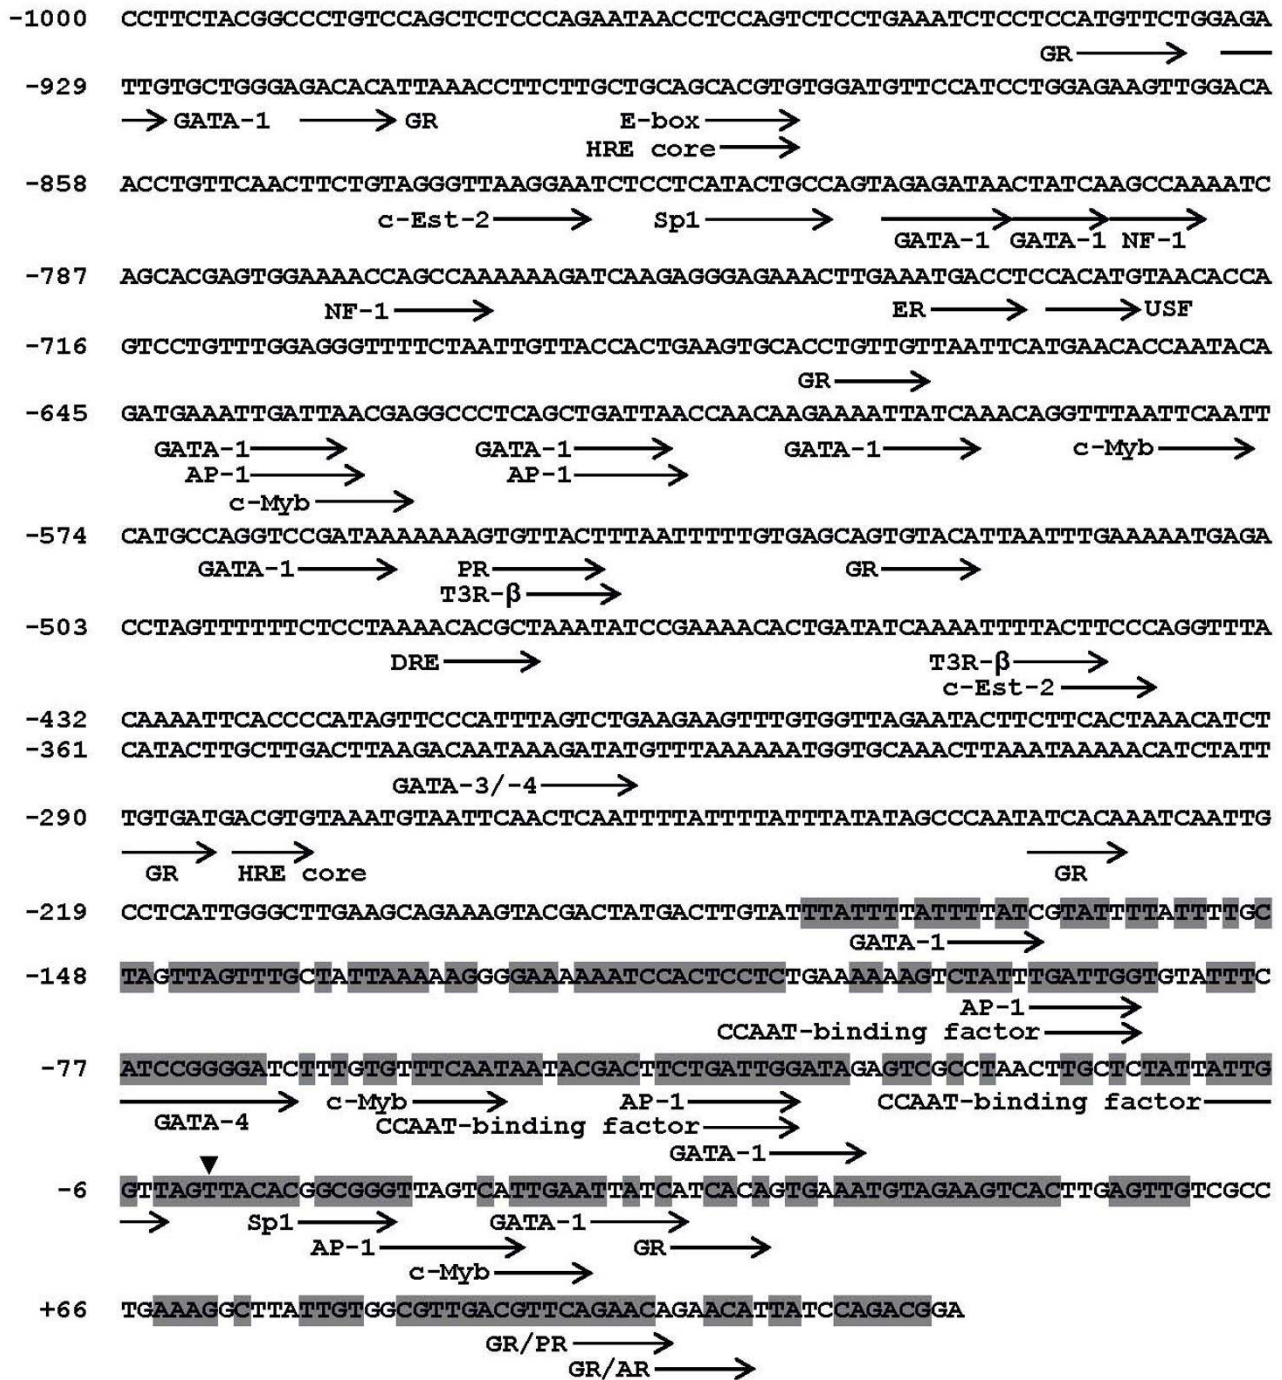 -1000 CCTTCTACGGCCCTGTCCAGCTCTCCCAGAATAACCTCCAGTCTCCTGAAATCTCCTCCATGTTCTGGAGA
GR
-929 TTGTGCTGGGAGACACATTAAACCTTCTTGCTGCAGCACGTGTGGATGTTCCATCCTGGAGAAGTTGGACA
GATA-1 GR E-box
HRE core
-858 ACCTGTTCAACTTCTGTAGGGTTAAGGAATCTCCTCATACTGCCAGTAGAGATAACTATCAAGCCAAAATC
c-Est-2 Sp1
GATA-1 GATA-1 NF-1
-787 AGCACGAGTGGAAAACCAGCCAAAAAAGATCAAGAGGGAGAAACTTGAAATGACCTCCACATGTAACACCA
NF-1 ER USF
-716 GTCCTGTTTGGAGGGTTTTCTAATTGTTACCACTGAAGTGCACCTGTTGTTAATTCATGAACACCAATACA
GR
-645 GATGAAATTGATTAACGAGGCCCTCAGCTGATTAACCAACAAGAAAATTATCAAACAGGTTTAATTCAATT
GATA-1 GATA-1 GATA-1 c-Myb
AP-1 AP-1
c-Myb
-574 CATGCCAGGTCCGATAAAAAAAGTGTTACTTTAATTTTTGTGAGCAGTGTACATTAATTTGAAAAATGAGA
GATA-1 PR GR
T3R-β
-503 CCTAGTTTTTTCTCCTAAAACACGCTAAATATCCGAAAACACTGATATCAAAATTTTACTTCCCAGGTTTA
DRE T3R-β
c-Est-2
-432 CAAAATTCACCCCATAGTTCCCATTTAGTCTGAAGAAGTTTGTGGTTAGAATACTTCTTCACTAAACATCT
-361 CATACTTGCTTGACTTAAGACAATAAAGATATGTTTAAAAAATGGTGCAAACTTAAATAAAAACATCTATT
GATA-3/-4
-290 TGTGATGACGTGTAAATGTAATTCAACTCAATTTTATTTTATTTATATAGCCCAATATCACAAATCAATTG
GR HRE core GR
-219 CCTCATTGGGCTTGAAGCAGAAAGTACGACTATGACTTGTATTTATTTTATTTTATCGTATTTTATTTTGC
GATA-1
-148 TAGTTAGTTTGCTATTAAAAAGGGGAAAAAAATCCACTCCTCTGAAAAAAGTCTATTTGATTGGTGTATTTC
AP-1
CCAAT-binding factor
-77 ATCCGGGGATCTTTGTGTTTCAATAATACGACTTCTGATTGGATAGAGTCGCCTAACTTGCTCTATTATTG
GATA-4 c-Myb AP-1 CCAAT-binding factor
CCAAT-binding factor
GATA-1
-6 GTTAGTTACACGGCGGGTTAGTCATTGAATTATCATCACAGTGAAATGTAGAAGTCACTTGAGTTGTCGCC
Sp1 GATA-1
AP-1 GR
c-Myb
+66 TGAAAGGCTTATTGTGGCGTTGACGTTCAGAACAGAACATTATCCAGACGGA
GR/PR
GR/AR